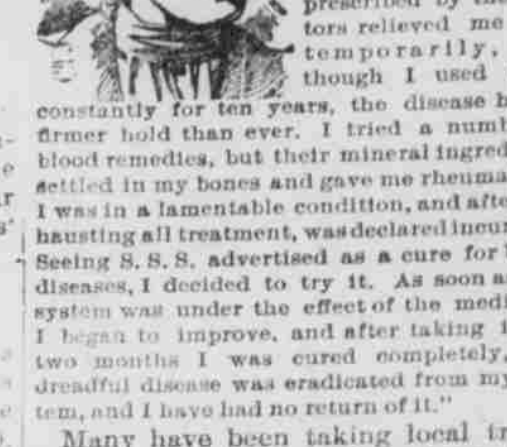 prescribed by the
tors relieved me
temporarily,
though I used
constantly for ten years, the disease h
firmer hold than ever. I tried a numb
blood remedies, but their mineral ingred
settled in my bones and gave me rheuma
I was in a lamentable condition, and afte
hausting all treatment, was declared incur
Seeing S. S. S. advertised as a cure for
diseases, I decided to try it. As soon a
system was under the effect of the medi
I began to improve, and after taking i
two months I was cured completely,
dreadful disease was eradicated from my
tem, and I have had no return of it."
Many have been taking local tr